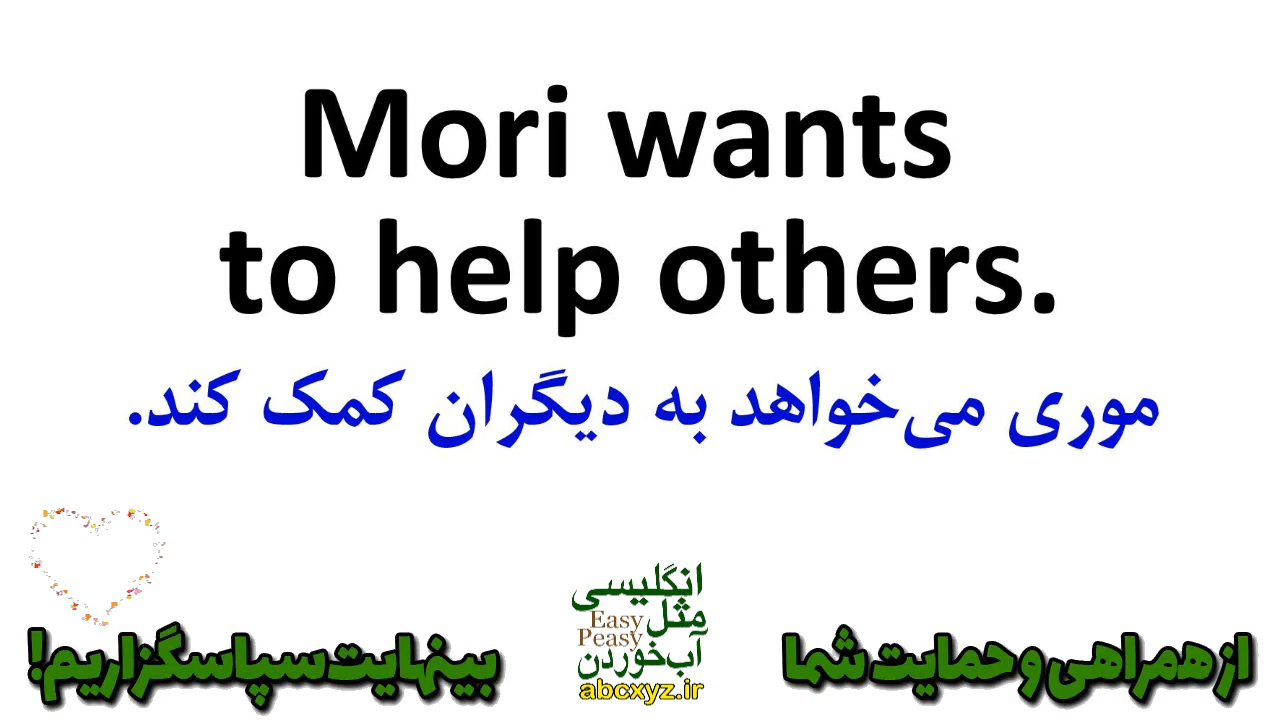 Mori wants
to help others.
موری می‌خواهد به دیگران کمک کند.
انگلیسی
مثل
Easy
Peasy
آب‌خوردن
abcxyz.ir
از همراهی و حمایت شما
بینهایت سپاسگزاریم!